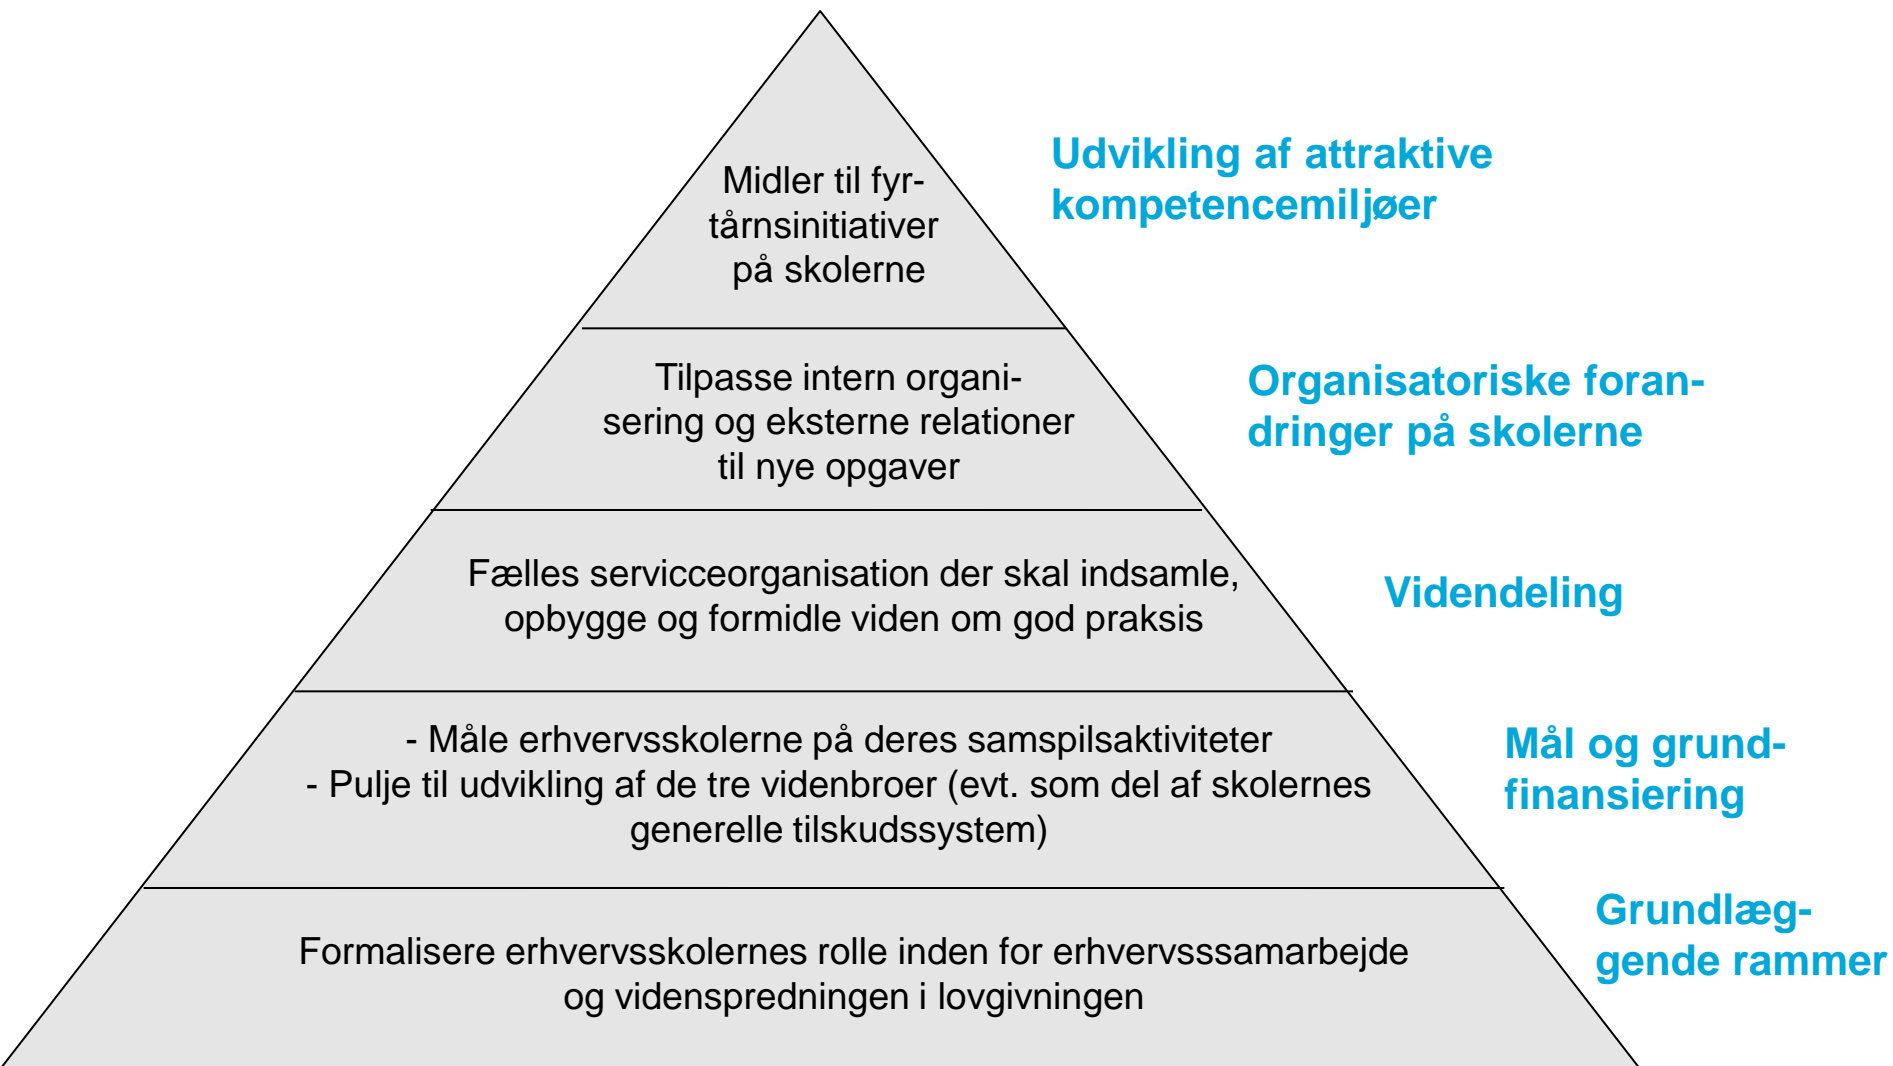 Udvikling af attraktive
kompetencemiljøer
Midler til fyr-
tårnsinitiativer
på skolerne
Organisatoriske foran-
dringer på skolerne
Tilpasse intern organi-
sering og eksterne relationer
til nye opgaver
Videndeling
Fælles servicceorganisation der skal indsamle,
opbygge og formidle viden om god praksis
Mål og grund-
finansiering
- Måle erhvervsskolerne på deres samspilsaktiviteter
- Pulje til udvikling af de tre videnbroer (evt. som del af skolernes
generelle tilskudssystem)
Grundlæg-
gende rammer
Formalisere erhvervsskolernes rolle inden for erhvervsssamarbejde
og videnspredningen i lovgivningen